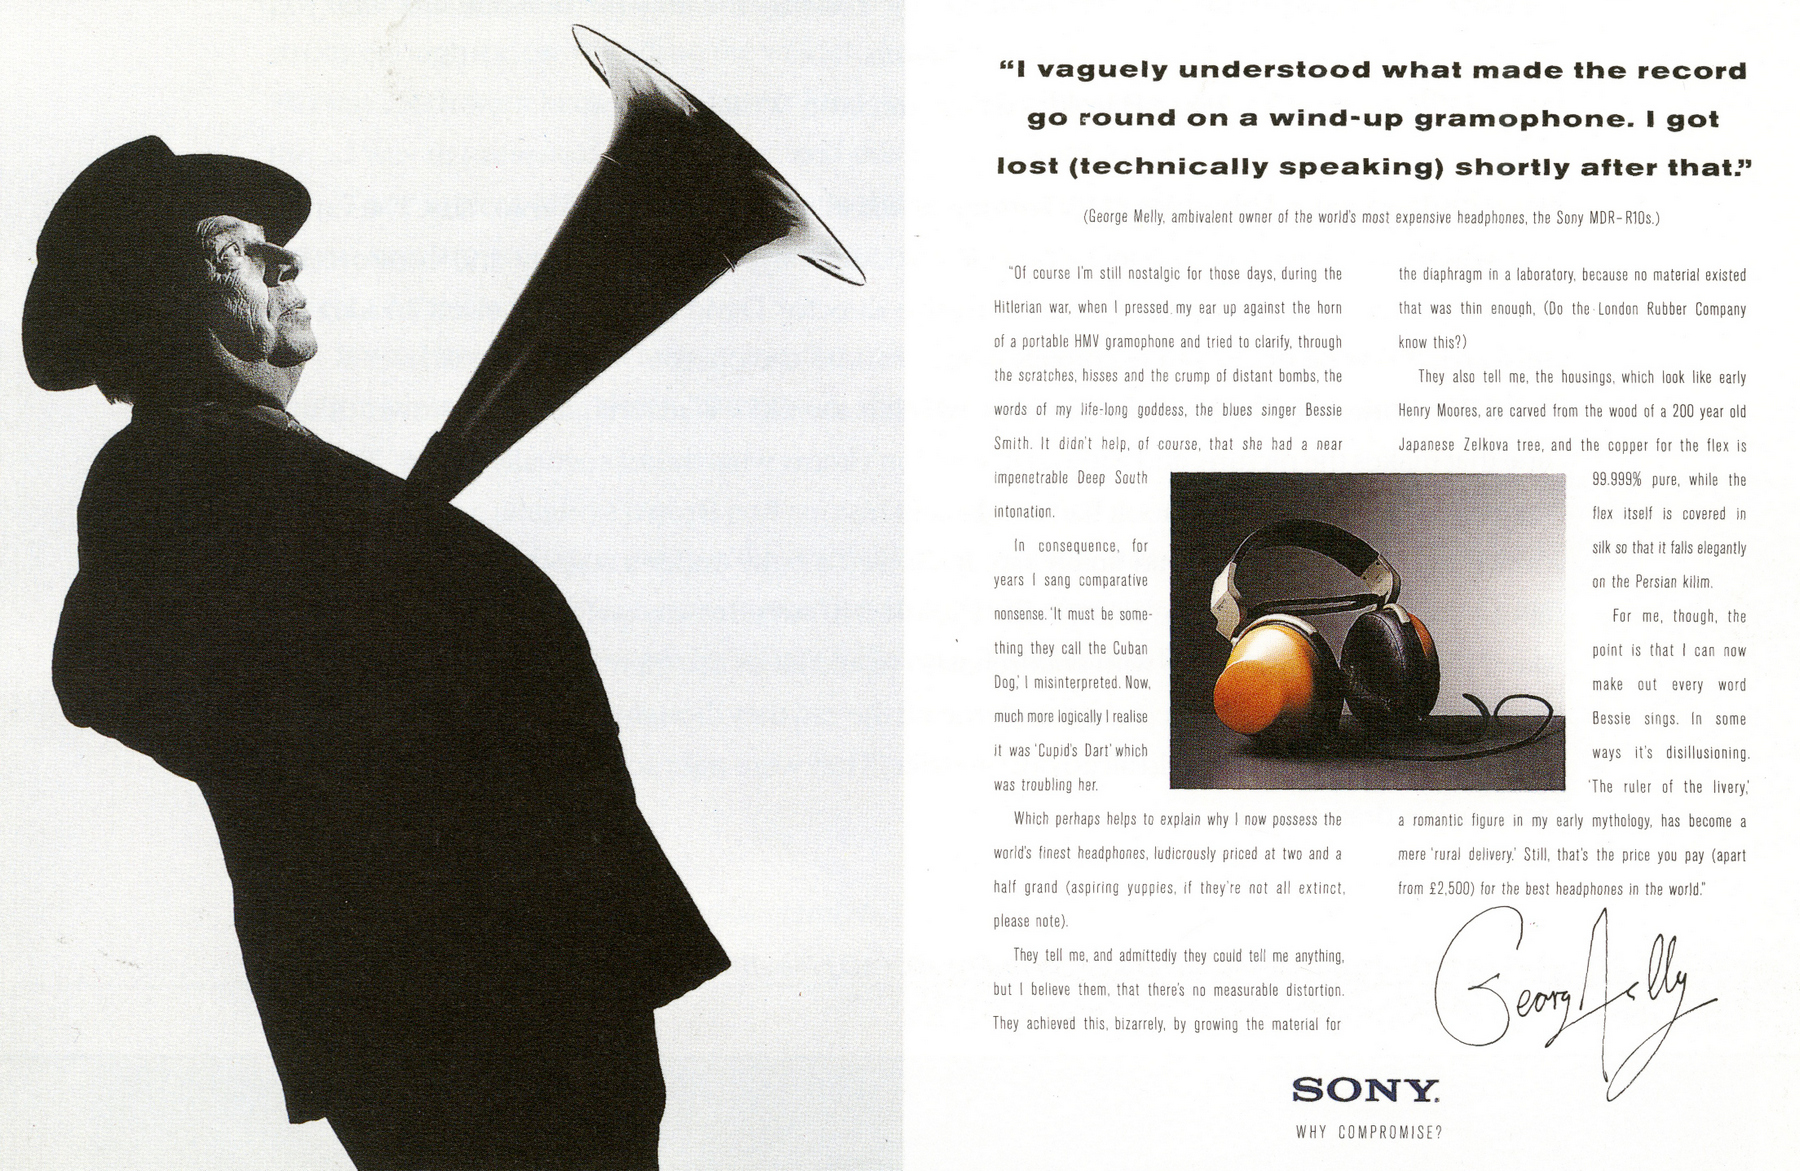 “I vaguely understood what made the record
go round on a wind-up gramophone. I got
lost (technically speaking) shortly after that.”
(George Melly, ambivalent owner of the world's most expensive headphones, the Sony MDR-R10s.)
“Of course I'm still nostalgic for those days, during the
Hitlerian war, when I pressed my ear up against the horn
of a portable HMV gramophone and tried to clarify, through
the scratches, hisses and the crump of distant bombs, the
words of my life-long goddess, the blues singer Bessie
Smith. It didn't help, of course, that she had a near
impenetrable Deep South
intonation.
In consequence, for
years I sang comparative
nonsense. 'It must be some-
thing they call the Cuban
Dog,' I misinterpreted. Now,
much more logically I realise
it was 'Cupid's Dart' which
was troubling her.
Which perhaps helps to explain why I now possess the
world's finest headphones, ludicrously priced at two and a
half grand (aspiring yuppies, if they're not all extinct,
please note).
They tell me, and admittedly they could tell me anything,
but I believe them, that there's no measurable distortion.
They achieved this, bizarrely, by growing the material for
the diaphragm in a laboratory, because no material existed
that was thin enough, (Do the London Rubber Company
know this?)
They also tell me, the housings, which look like early
Henry Moores, are carved from the wood of a 200 year old
Japanese Zelkova tree, and the copper for the flex is
99.999% pure, while the
flex itself is covered in
silk so that it falls elegantly
on the Persian kilim.
For me, though, the
point is that I can now
make out every word
Bessie sings. In some
ways it's disillusioning.
'The ruler of the livery,'
a romantic figure in my early mythology, has become a
mere 'rural delivery.' Still, that's the price you pay (apart
from £2,500) for the best headphones in the world.”
George Melly
SONY.
WHY COMPROMISE?